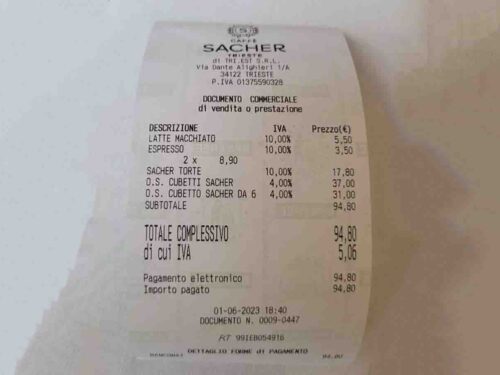 S
CAFFÈ
SACHER
TRIESTE
di TRI.EST S.R.L.
Via Dante Alighieri 1/A
34122 TRIESTE
P.IVA 01375590328
DOCUMENTO COMMERCIALE
di vendita o prestazione
DESCRIZIONE IVA Prezzo(€)
LATTE MACCHIATO 10,00% 5,50
ESPRESSO 10,00% 3,50
2 x 8,90
SACHER TORTE 10,00% 17,80
O.S. CUBETTI SACHER 4,00% 37,00
O.S. CUBETTO SACHER DA 6 4,00% 31,00
SUBTOTALE 94,80
TOTALE COMPLESSIVO 94,80
di cui IVA 5,06
Pagamento elettronico 94,80
Importo pagato 94,80
01-06-2023 18:40
DOCUMENTO N. 0009-0447
RT 99IEB054916
DETTAGLIO FORME di PAGAMENTO
94,80